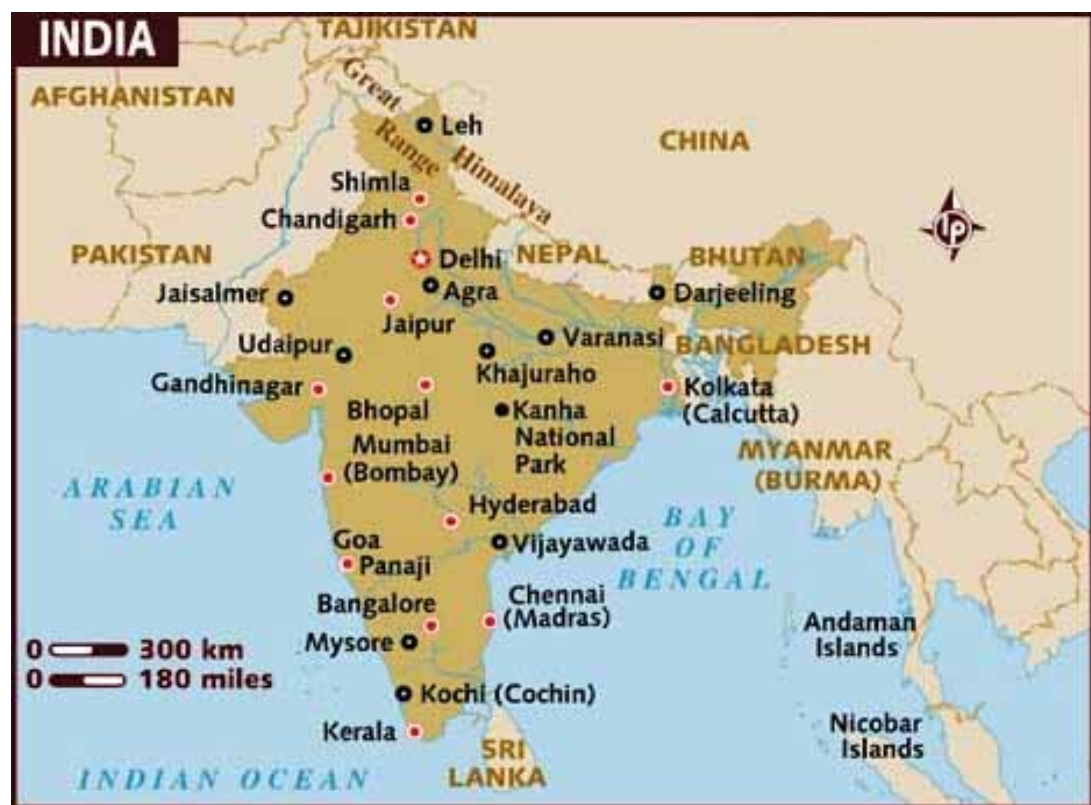 INDIA
TAJIKISTAN
AFGHANISTAN
Great
Range
Himalaya
Leh
CHINA
Shimla
Chandigarh
lp
PAKISTAN
Delhi
NEPAL
BHUTAN
Jaisalmer
Agra
Darjeeling
Jaipur
Udaipur
Varanasi
BANGLADESH
Khajuraho
Gandhinagar
Kolkata
(Calcutta)
Bhopal
Kanha
National
Park
Mumbai
(Bombay)
MYANMAR
(BURMA)
ARABIAN
SEA
Hyderabad
BAY
OF
BENGAL
Goa
Panaji
Vijayawada
Bangalore
Chennai
(Madras)
Mysore
Andaman
Islands
0 300 km
0 180 miles
Kochi (Cochin)
Kerala
Nicobar
Islands
SRI
LANKA
INDIAN OCEAN